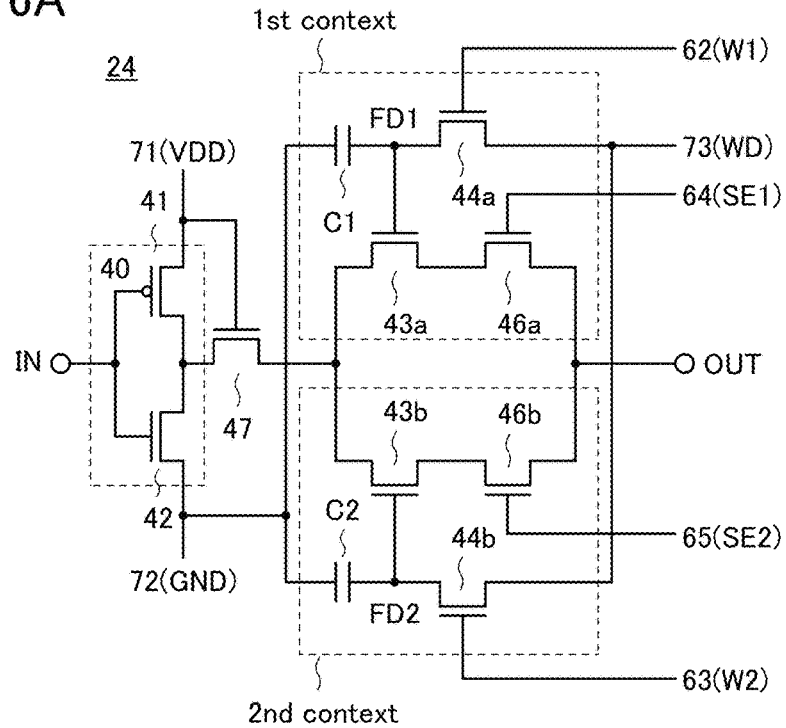 6A
1st context
24
62(W1)
FD1
73(WD)
71(VDD)
44a
64(SE1)
41
C1
40
43a
46a
IN
OUT
47
43b
46b
42
C2
65(SE2)
44b
72(GND)
FD2
63(W2)
2nd context